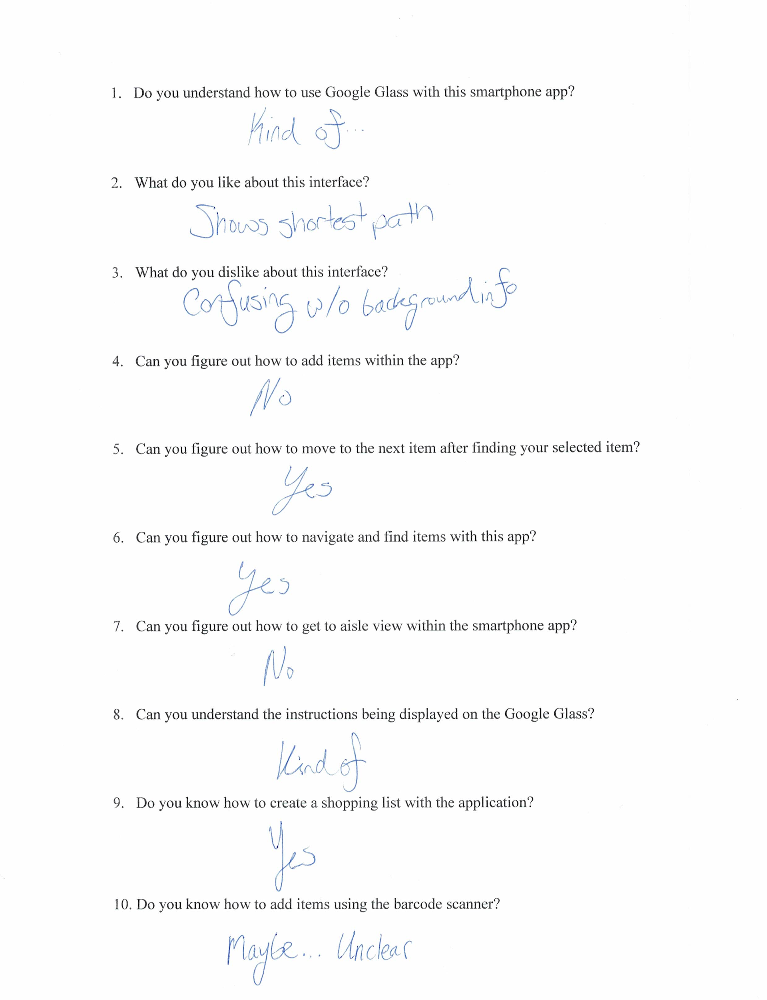 1. Do you understand how to use Google Glass with this smartphone app?
Kind of...
2. What do you like about this interface?
Shows shortest path
3. What do you dislike about this interface?
Confusing w/o background info
4. Can you figure out how to add items within the app?
No
5. Can you figure out how to move to the next item after finding your selected item?
Yes
6. Can you figure out how to navigate and find items with this app?
Yes
7. Can you figure out how to get to aisle view within the smartphone app?
No
8. Can you understand the instructions being displayed on the Google Glass?
Kind of
9. Do you know how to create a shopping list with the application?
Yes
10. Do you know how to add items using the barcode scanner?
Maybe... Unclear